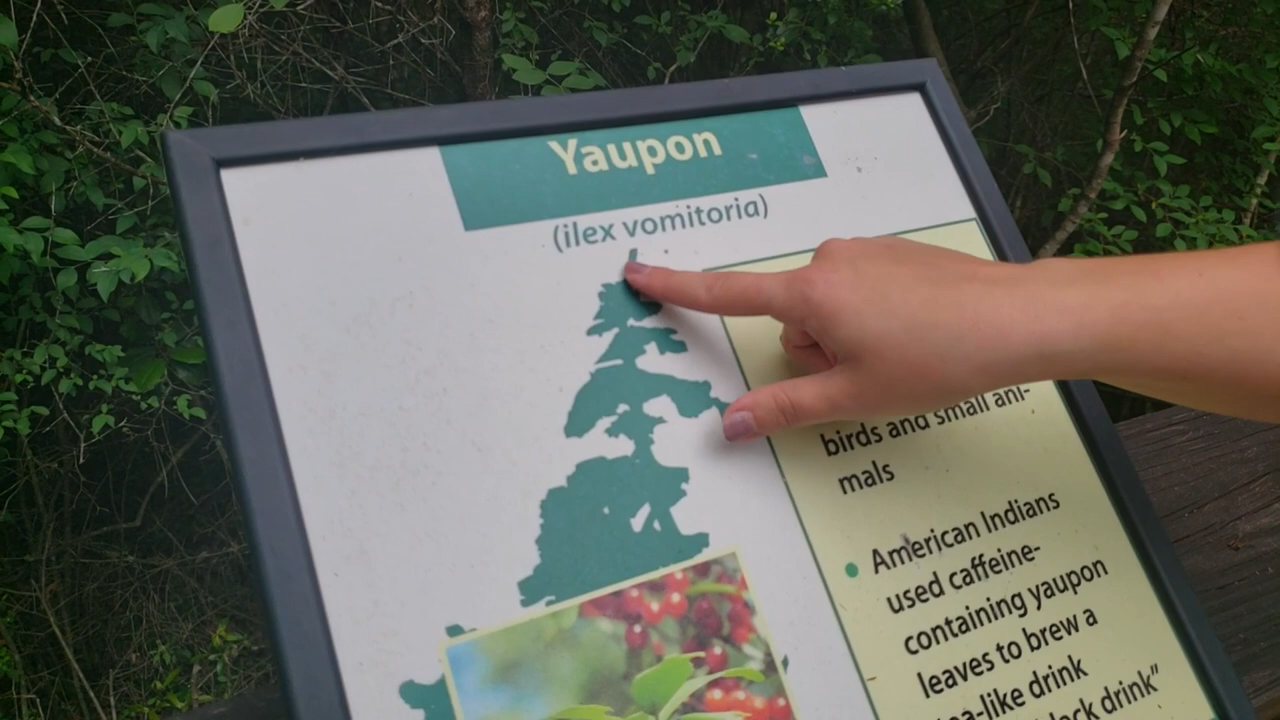 Yaupon
(ilex vomitoria)
birds and small ani-
mals
American Indians
used caffeine-
containing yaupon
leaves to brew a
tea-like drink
drink"